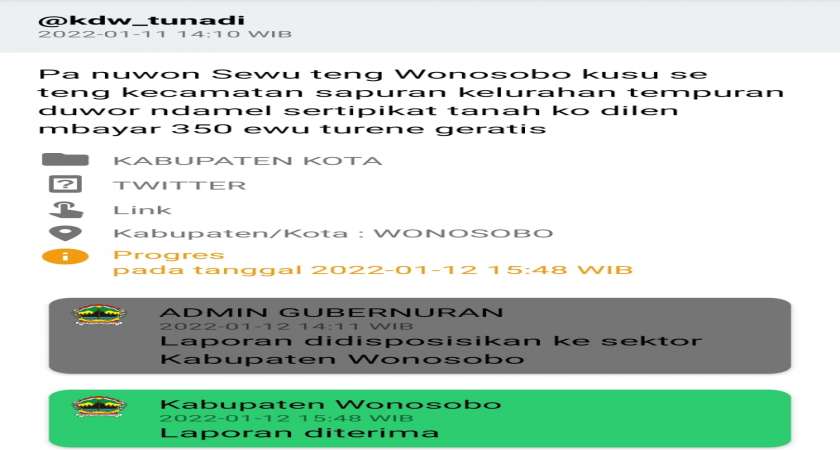 @kdw_tunadi
2022-01-11 14:10 WIB
Pa nuwon Sewu teng Wonosobo kusu se
teng kecamatan sapuran kelurahan tempuran
duwor ndamel sertipikat tanah ko dilen
mbayar 350 ewu turene geratis
KABUPATEN KOTA
TWITTER
Link
Kabupaten/Kota : WONOSOBO
Progres
pada tanggal 2022-01-12 15:48 WIB
ADMIN GUBERNURAN
2022-01-12 14:11 WIB
Laporan didisposisikan ke sektor
Kabupaten Wonosobo
Kabupaten Wonosobo
2022-01-12 15:48 WIB
Laporan diterima